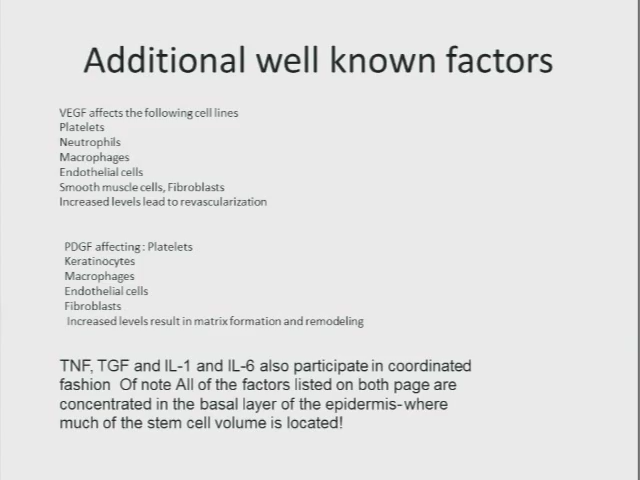 Additional well known factors
VEGF affects the following cell lines
Platelets
Neutrophils
Macrophages
Endothelial cells
Smooth muscle cells, Fibroblasts
Increased levels lead to revascularization
PDGF affecting : Platelets
Keratinocytes
Macrophages
Endothelial cells
Fibroblasts
Increased levels result in matrix formation and remodeling
TNF, TGF and IL-1 and IL-6 also participate in coordinated
fashion Of note All of the factors listed on both page are
concentrated in the basal layer of the epidermis-where
much of the stem cell volume is located!